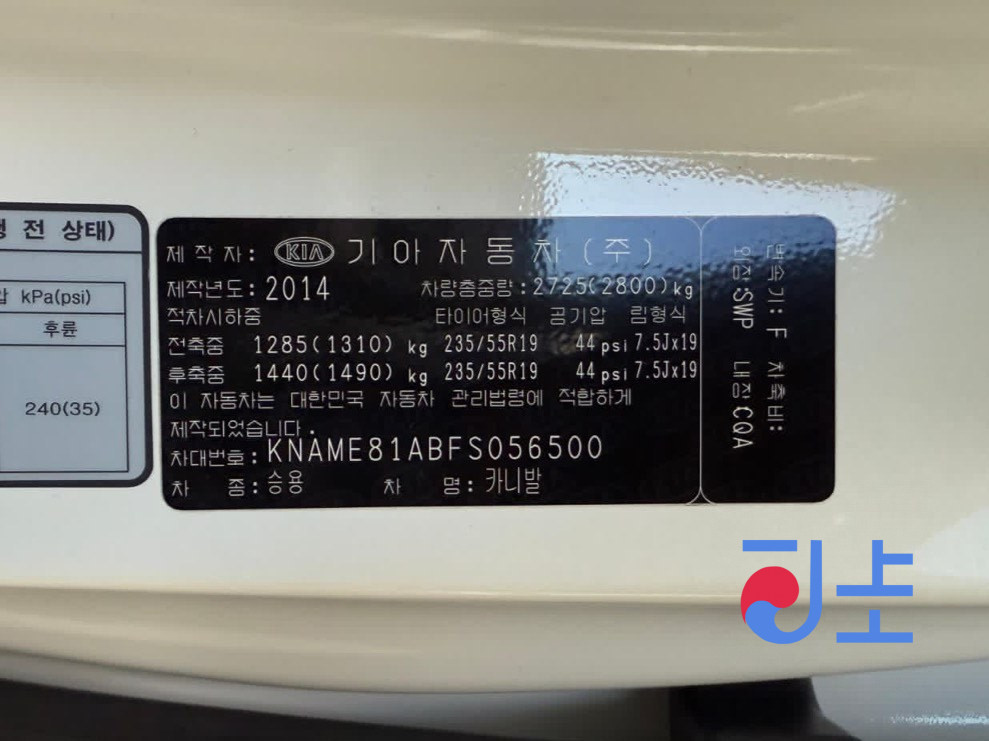 전 상태)
kPa(psi)
후륜
240(35)
제 작 자: KIA 기 아 자 동 차 (주)
제작년도: 2014 차량총중량: 2725(2800)kg
적차시하중 타이어형식 공기압 림형식
전축중 1285(1310) kg 235/55R19 44 psi 7.5Jx19
후축중 1440(1490) kg 235/55R19 44 psi 7.5Jx19
이 자동차는 대한민국 자동차 관리법령에 적합하게
제작되었습니다.
차대번호: KNAME81ABFS056500
차 종: 승용 차 명: 카니발
변속기: F 차축비:
외장:SWP 내장CQA